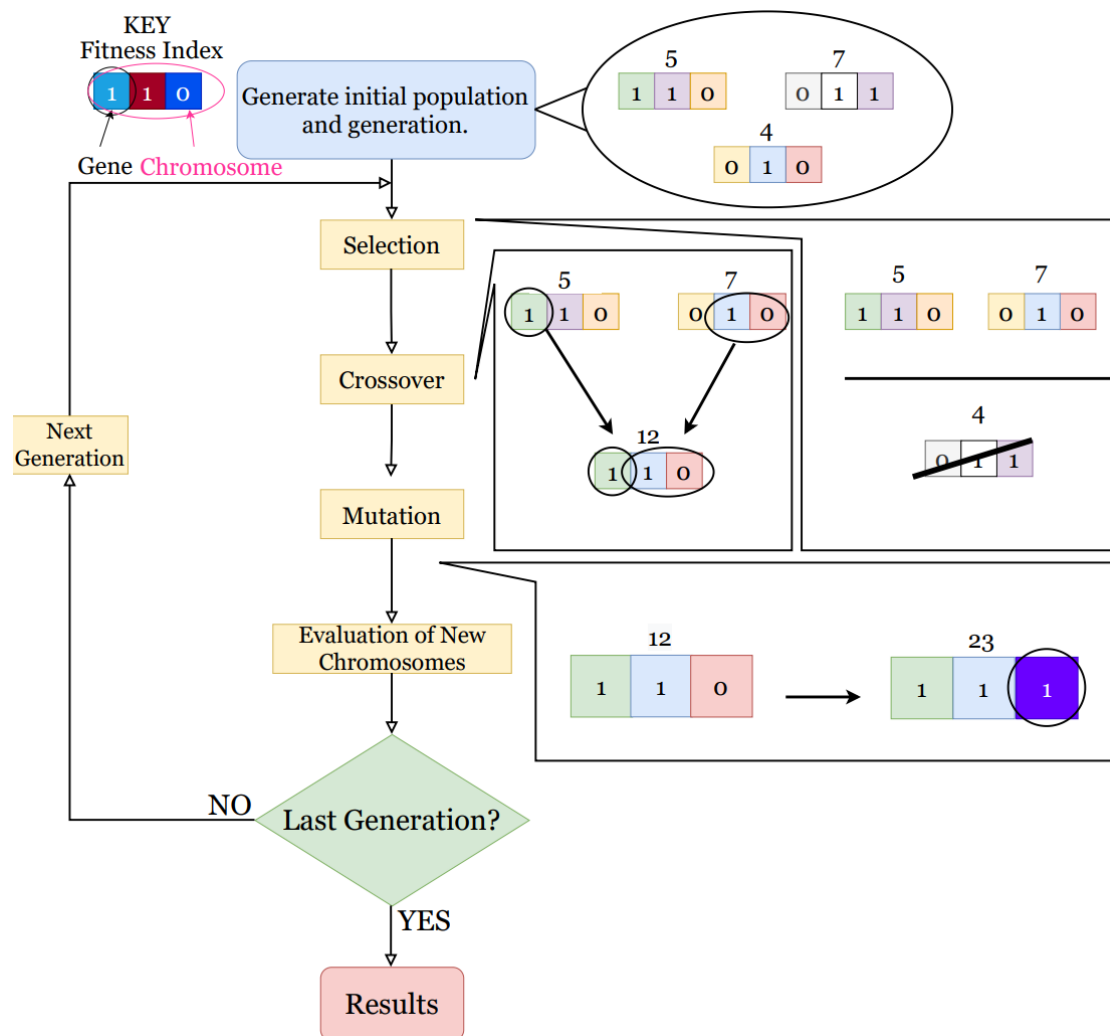 KEY
Fitness Index
1 1 0
Gene Chromosome
Generate initial population
and generation.
5
1 1 0
7
0 1 1
4
0 1 0
Selection
5
1 1 0
7
0 1 0
4
0 1 1
Crossover
5
1 1 0
7
0 1 0
12
1 1 0
Mutation
12
1 1 0
23
1 1 1
Evaluation of New
Chromosomes
Last Generation?
NO
Next
Generation
YES
Results